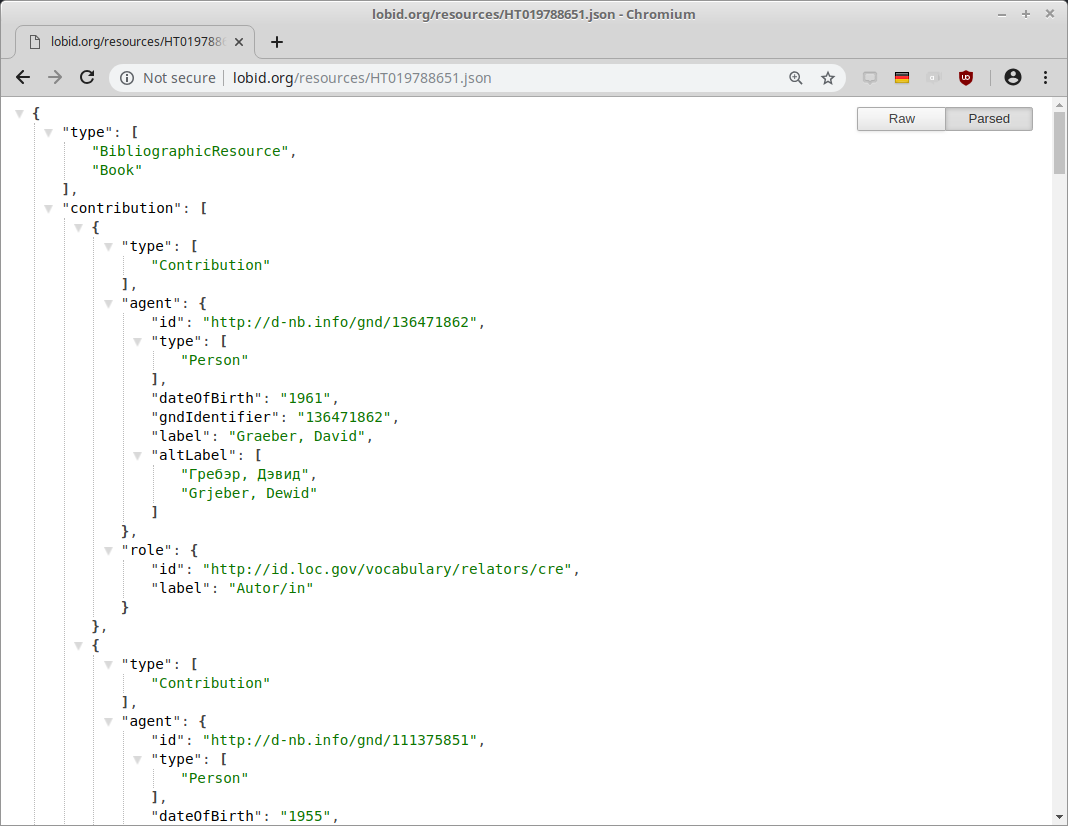 lobid.org/resources/HT019788651.json - Chromium
lobid.org/resources/HT019788
Not secure | lobid.org/resources/HT019788651.json
Raw Parsed
{
"type": [
"BibliographicResource",
"Book"
],
"contribution": [
{
"type": [
"Contribution"
],
"agent": {
"id": "http://d-nb.info/gnd/136471862",
"type": [
"Person"
],
"dateOfBirth": "1961",
"gndIdentifier": "136471862",
"label": "Graeber, David",
"altLabel": [
"Гребэр, Дэвид",
"Grjeber, Dewid"
]
},
"role": {
"id": "http://id.loc.gov/vocabulary/relators/cre",
"label": "Autor/in"
}
},
{
"type": [
"Contribution"
],
"agent": {
"id": "http://d-nb.info/gnd/111375851",
"type": [
"Person"
],
"dateOfBirth": "1955",